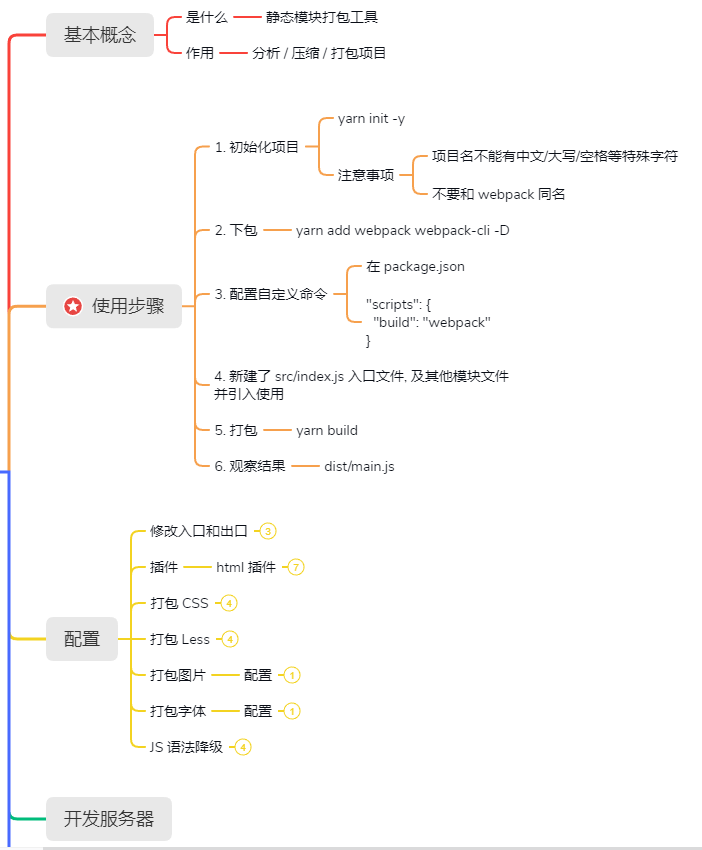 基本概念
是什么
静态模块打包工具
作用
分析 / 压缩 / 打包项目
使用步骤
1. 初始化项目
yarn init -y
注意事项
项目名不能有中文/大写/空格等特殊字符
不要和 webpack 同名
2. 下包
yarn add webpack webpack-cli -D
3. 配置自定义命令
在 package.json
"scripts": {
"build": "webpack"
}
4. 新建了 src/index.js 入口文件, 及其他模块文件
并引入使用
5. 打包
yarn build
6. 观察结果
dist/main.js
配置
修改入口和出口
3
插件
html 插件
7
打包 CSS
4
打包 Less
4
打包图片
配置
1
打包字体
配置
1
JS 语法降级
4
开发服务器